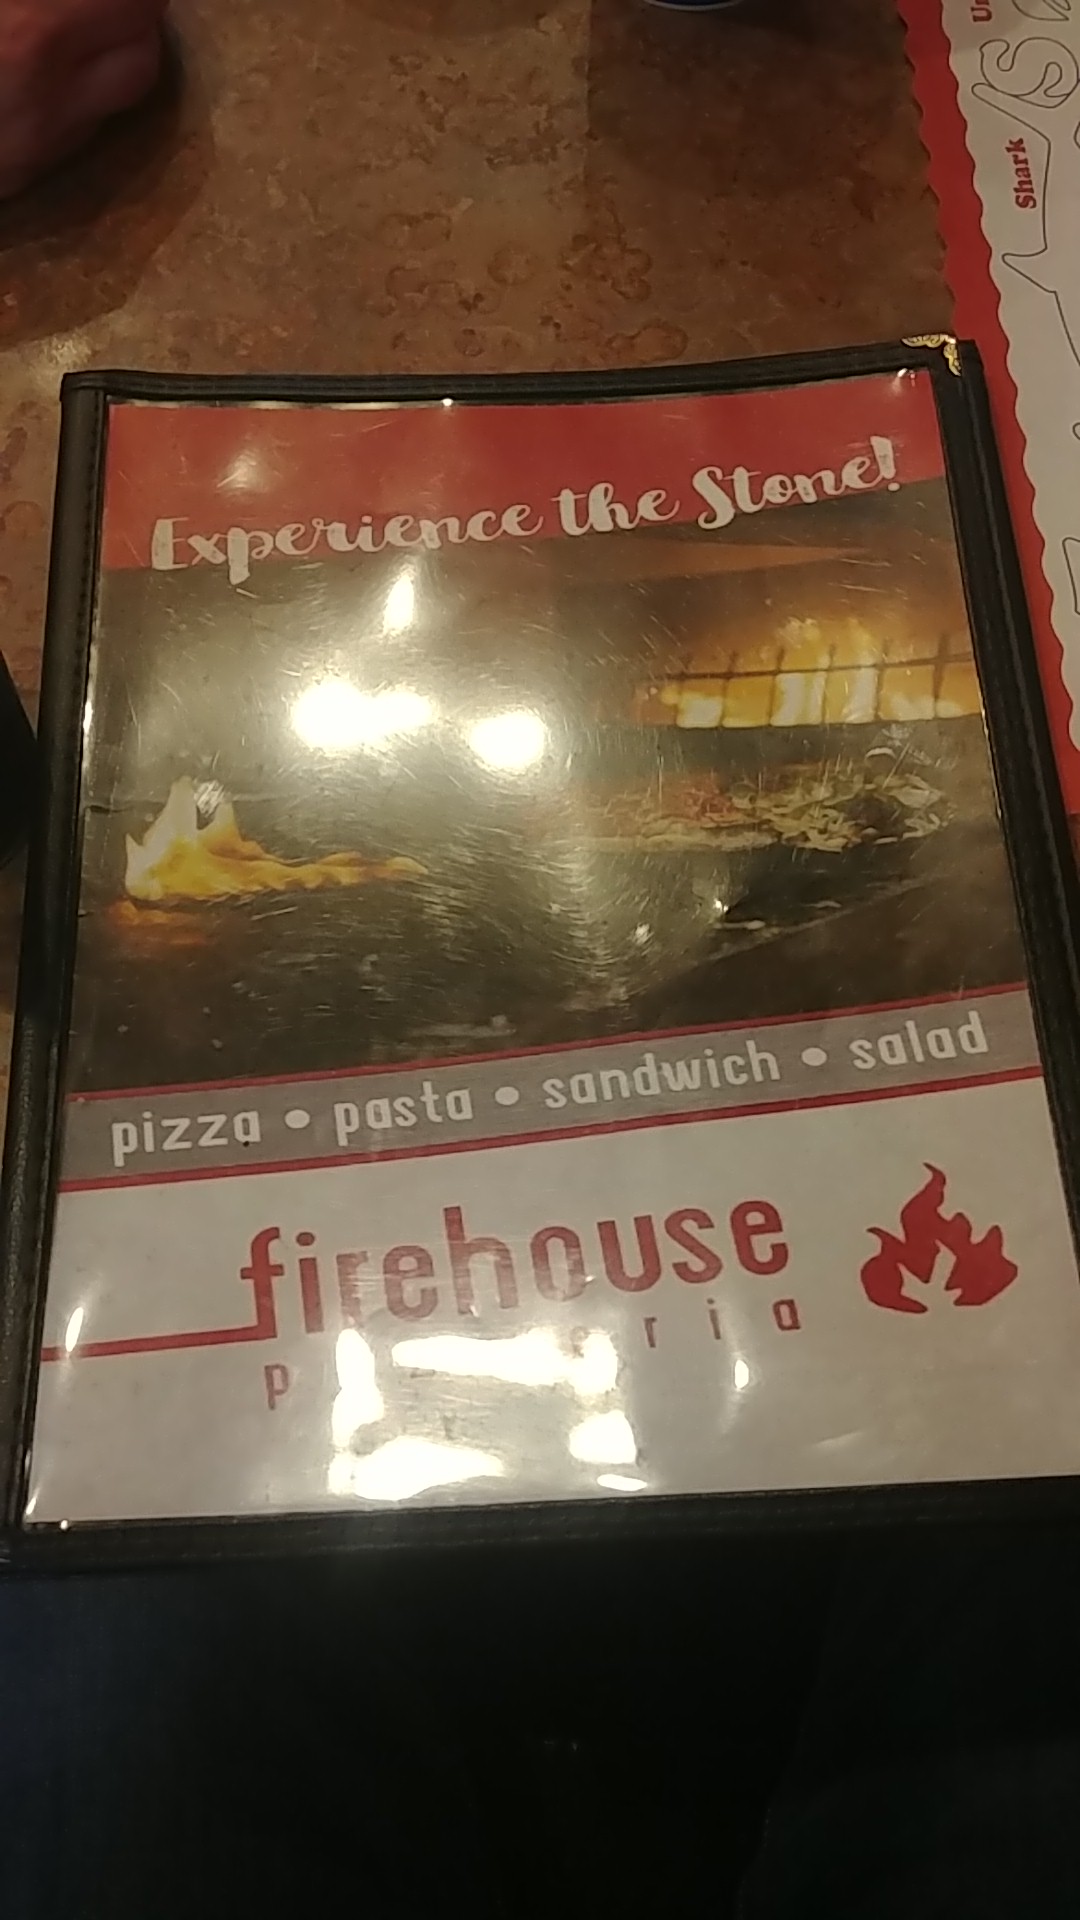 Shark
Experience the Stone!
pizza • pasta • sandwich • salad
firehouse